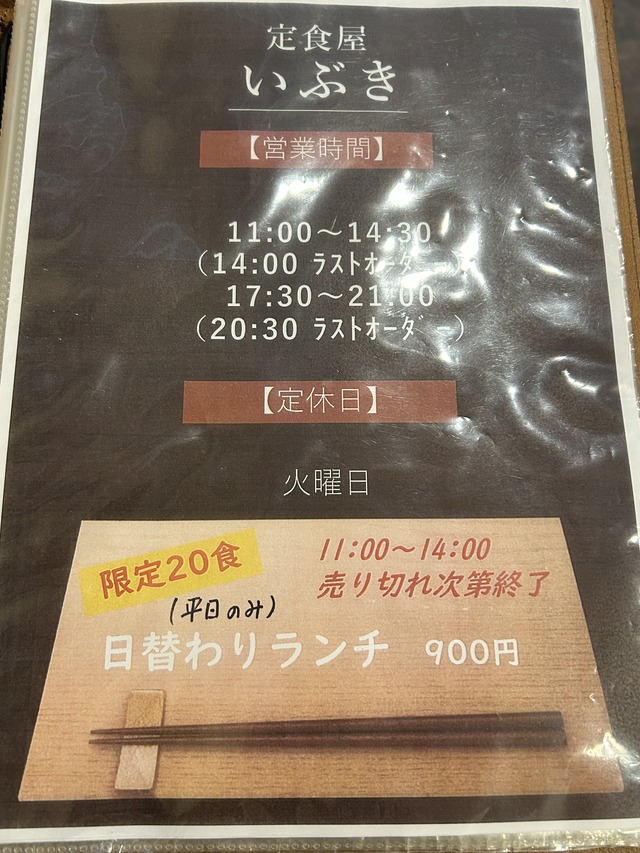 定食屋
いぶき
【営業時間】
11:00～14:30
(14:00 ﾗｽﾄｵｰﾀﾞｰ)
17:30～21:00
(20:30 ﾗｽﾄｵｰﾀﾞｰ)
【定休日】
火曜日
限定20食
11:00～14:00
売り切れ次第終了
(平日のみ)
日替わりランチ 900円